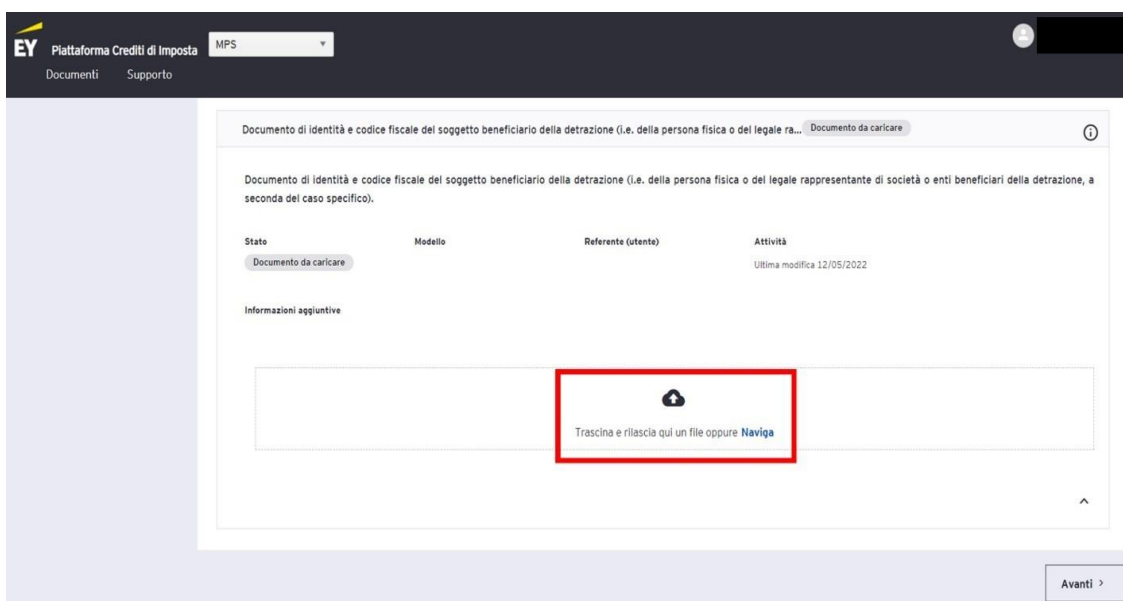 EY Piattaforma Crediti di Imposta MPS
Documenti Supporto
Documento di identità e codice fiscale del soggetto beneficiario della detrazione (i.e. della persona fisica o del legale ra... Documento da caricare
Documento di identità e codice fiscale del soggetto beneficiario della detrazione (i.e. della persona fisica o del legale rappresentante di società o enti beneficiari della detrazione, a
seconda del caso specifico).
Stato Modello Referente (utente) Attività
Documento da caricare Ultima modifica 12/05/2022
Informazioni aggiuntive
Trascina e rilascia qui un file oppure Naviga
Avanti >